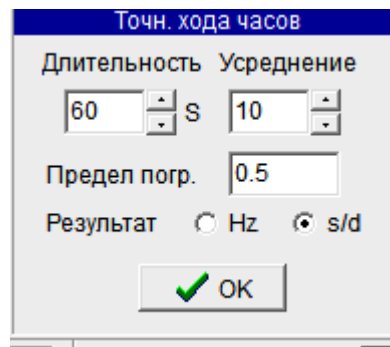 Точн. хода часов
Длительность Усреднение
60 S 10
Предел погр. 0.5
Результат Hz s/d
OK